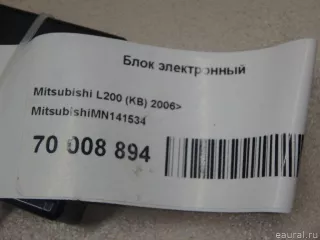 Блок электронный
Mitsubishi L200 (KB) 2006>
MitsubishiMN141534
70 008 894
eaural.ru